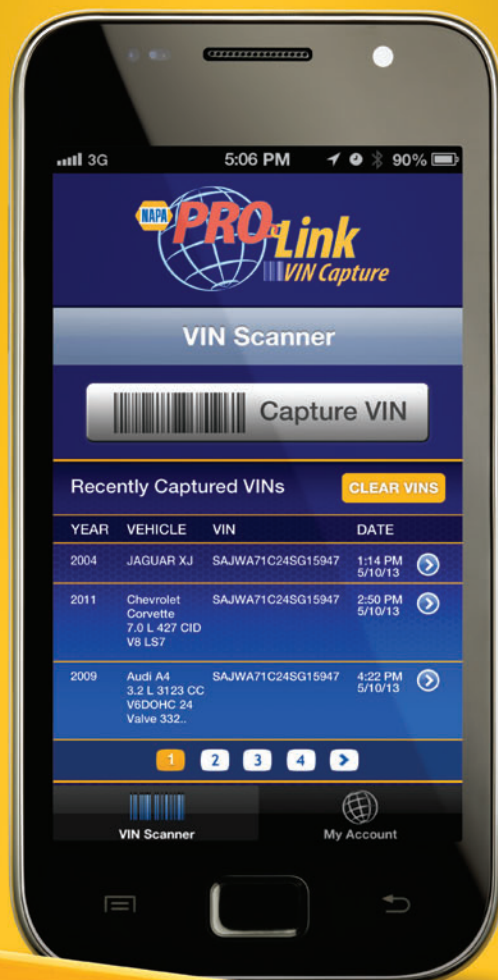 3G 5:06 PM 90%
NAPA PRO Link
VIN Capture
VIN Scanner
Capture VIN
Recently Captured VINs CLEAR VINS
YEAR VEHICLE VIN DATE
2004 JAGUAR XJ SAJWA71C24SG15947 1:14 PM
5/10/13
2011 Chevrolet SAJWA71C24SG15947 2:50 PM
Corvette 5/10/13
7.0 L 427 CID
V8 LS7
2009 Audi A4 SAJWA71C24SG15947 4:22 PM
3.2 L 3123 CC 5/10/13
V6DOHC 24
Valve 332..
1 2 3 4 >
VIN Scanner My Account